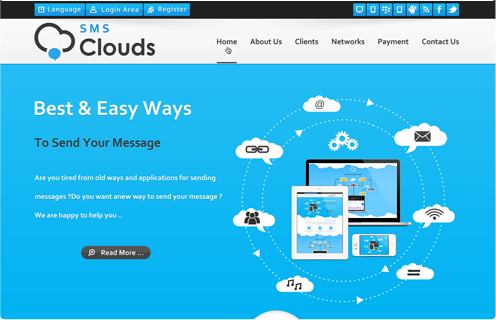 Language Login Area Register
SMS
Clouds
Home About Us Clients Networks Payment Contact Us
Best & Easy Ways
To Send Your Message
Are you tired from old ways and applications for sending
messages ?Do you want anew way to send your message ?
We are happy to help you ..
Read More ...
@